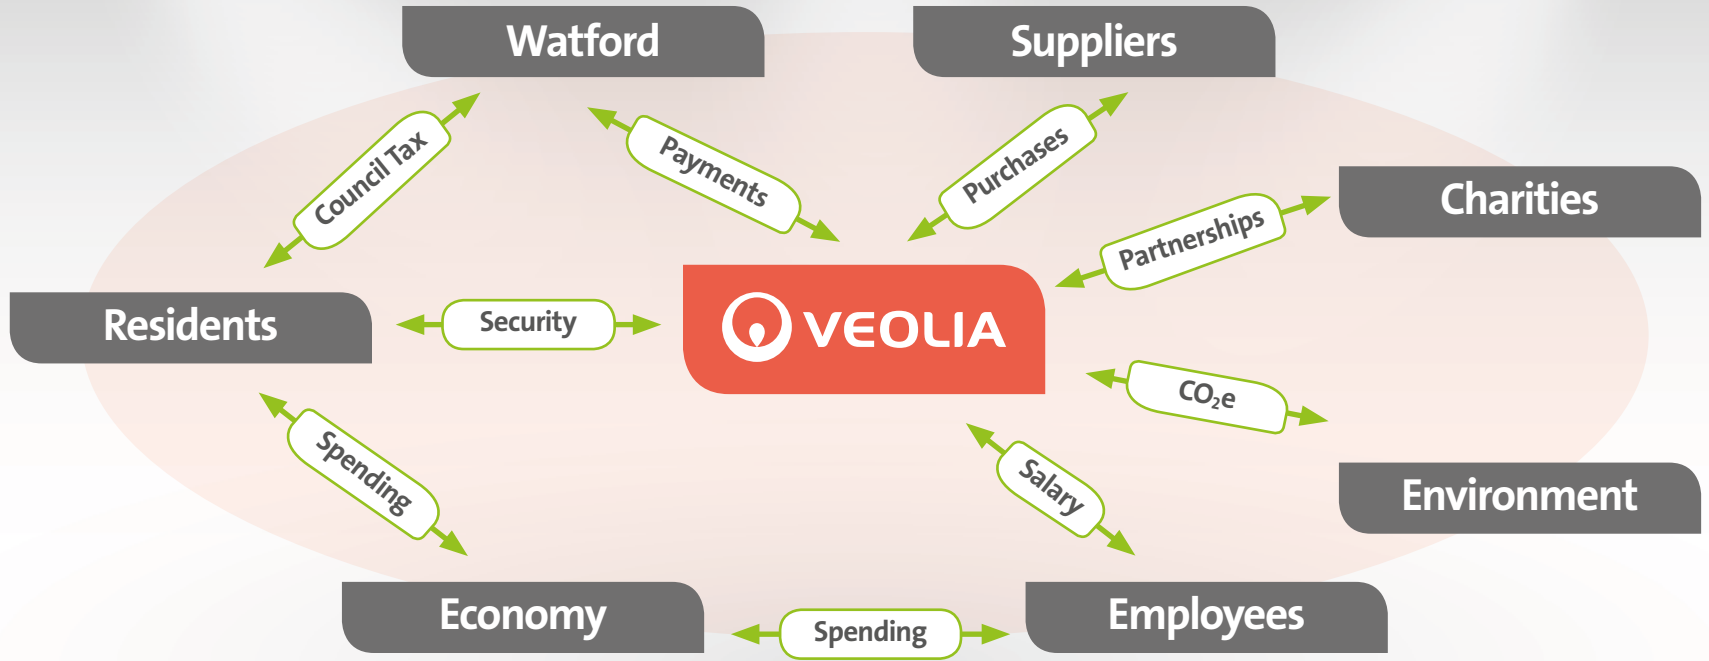 Watford
Suppliers
Council Tax
Payments
Purchases
Charities
Partnerships
Residents
Security
VEOLIA
CO₂e
Spending
Salary
Environment
Economy
Spending
Employees